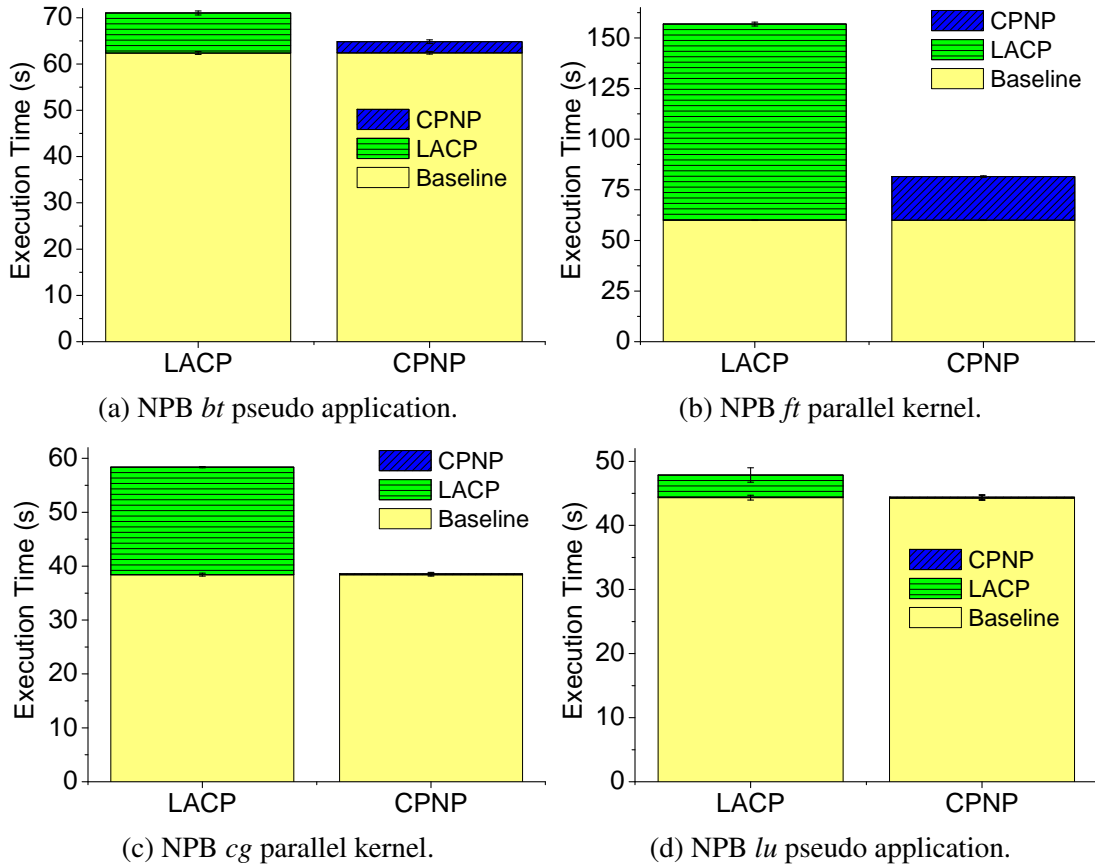 70
60
50
40
30
20
10
0
Execution Time (s)
CPNP
LACP
Baseline
LACP CPNP
(a) NPB bt pseudo application.
150
125
100
75
50
25
0
Execution Time (s)
CPNP
LACP
Baseline
LACP CPNP
(b) NPB ft parallel kernel.
60
50
40
30
20
10
0
Execution Time (s)
CPNP
LACP
Baseline
LACP CPNP
(c) NPB cg parallel kernel.
50
40
30
20
10
0
Execution Time (s)
CPNP
LACP
Baseline
LACP CPNP
(d) NPB lu pseudo application.